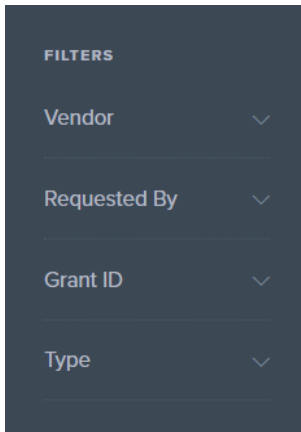 FILTERS
Vendor
Requested By
Grant ID
Type